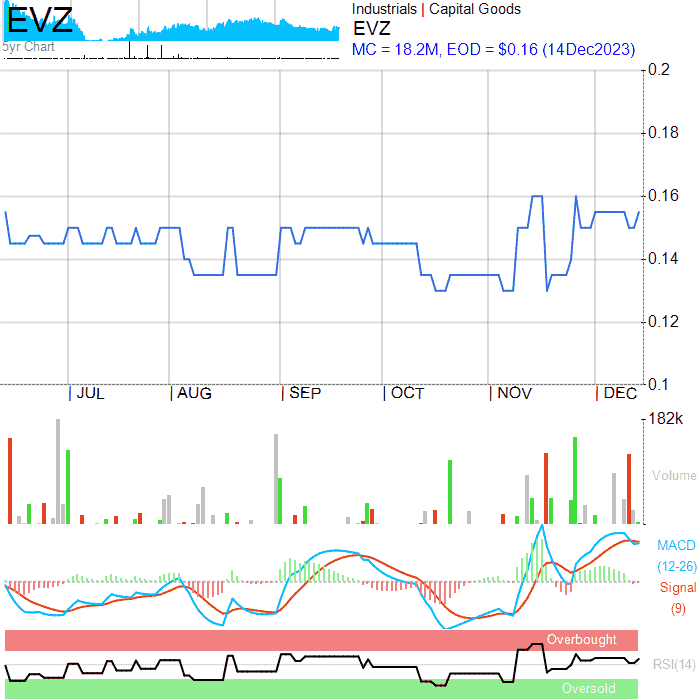 EVZ
5yr Chart
Industrials | Capital Goods
EVZ
MC = 18.2M, EOD = $0.16 (14Dec2023)
0.2
0.18
0.16
0.14
0.12
0.1
JUL AUG SEP OCT NOV DEC
182k
Volume
MACD
(12-26)
Signal
(9)
Overbought
RSI(14)
Oversold